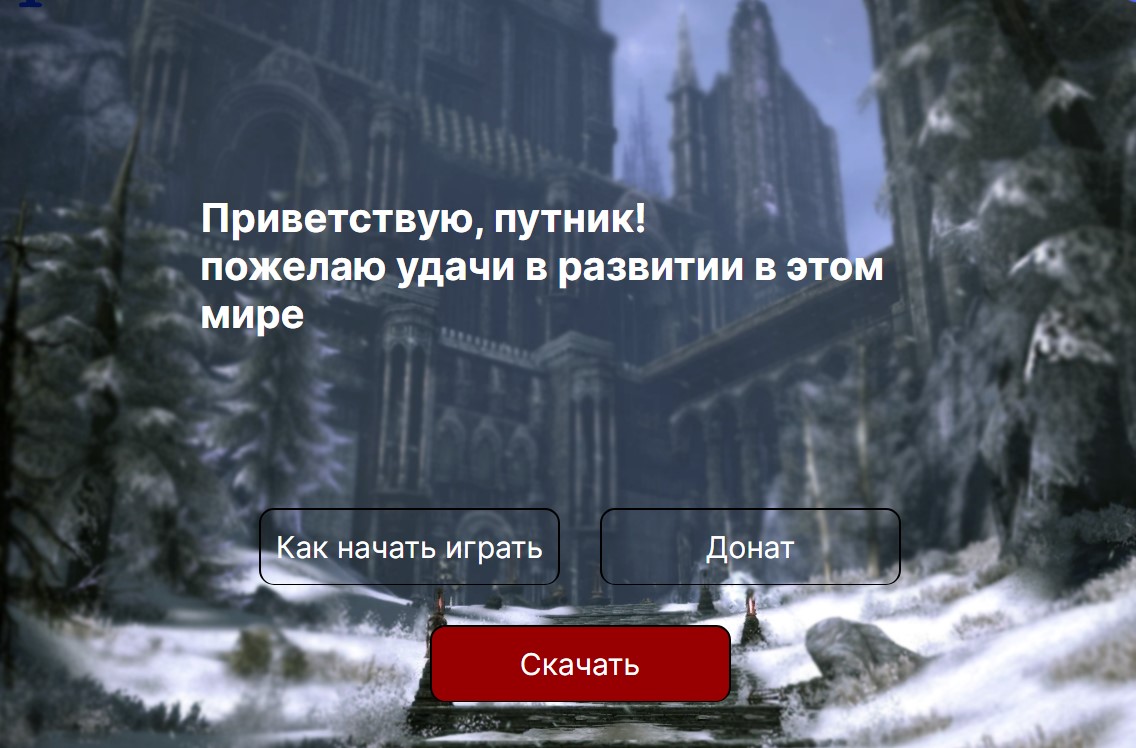 Приветствую, путник!
пожелаю удачи в развитии в этом
мире
Как начать играть
Донат
Скачать